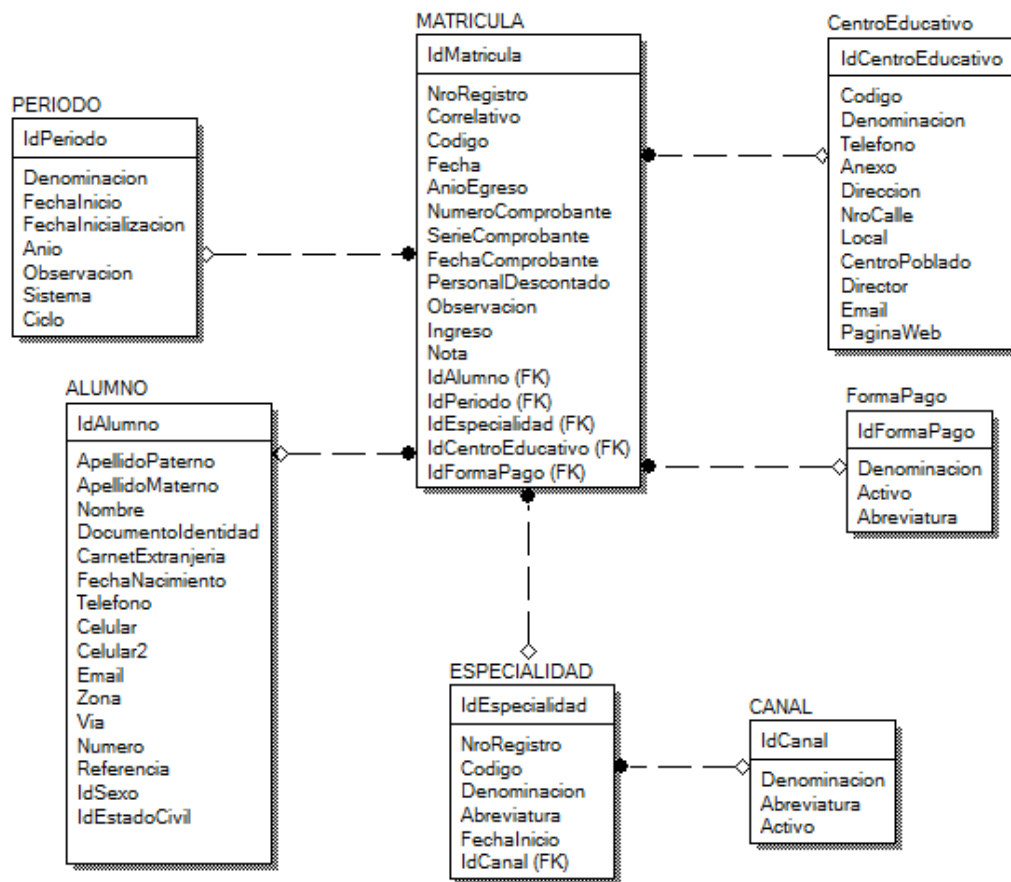 MATRICULA
IdMatricula
NroRegistro
Correlativo
Codigo
Fecha
AnioEgreso
NumeroComprobante
SerieComprobante
FechaComprobante
PersonalDescontado
Observacion
Ingreso
Nota
IdAlumno (FK)
IdPeriodo (FK)
IdEspecialidad (FK)
IdCentroEducativo (FK)
IdFormaPago (FK)
CentroEducativo
IdCentroEducativo
Codigo
Denominacion
Telefono
Anexo
Direccion
NroCalle
Local
CentroPoblado
Director
Email
PaginaWeb
PERIODO
IdPeriodo
Denominacion
FechaInicio
FechaInicializacion
Anio
Observacion
Sistema
Ciclo
ALUMNO
IdAlumno
ApellidoPaterno
ApellidoMaterno
Nombre
DocumentoIdentidad
CarnetExtranjeria
FechaNacimiento
Telefono
Celular
Celular2
Email
Zona
Via
Numero
Referencia
IdSexo
IdEstadoCivil
FormaPago
IdFormaPago
Denominacion
Activo
Abreviatura
ESPECIALIDAD
IdEspecialidad
NroRegistro
Codigo
Denominacion
Abreviatura
FechaInicio
IdCanal (FK)
CANAL
IdCanal
Denominacion
Abreviatura
Activo